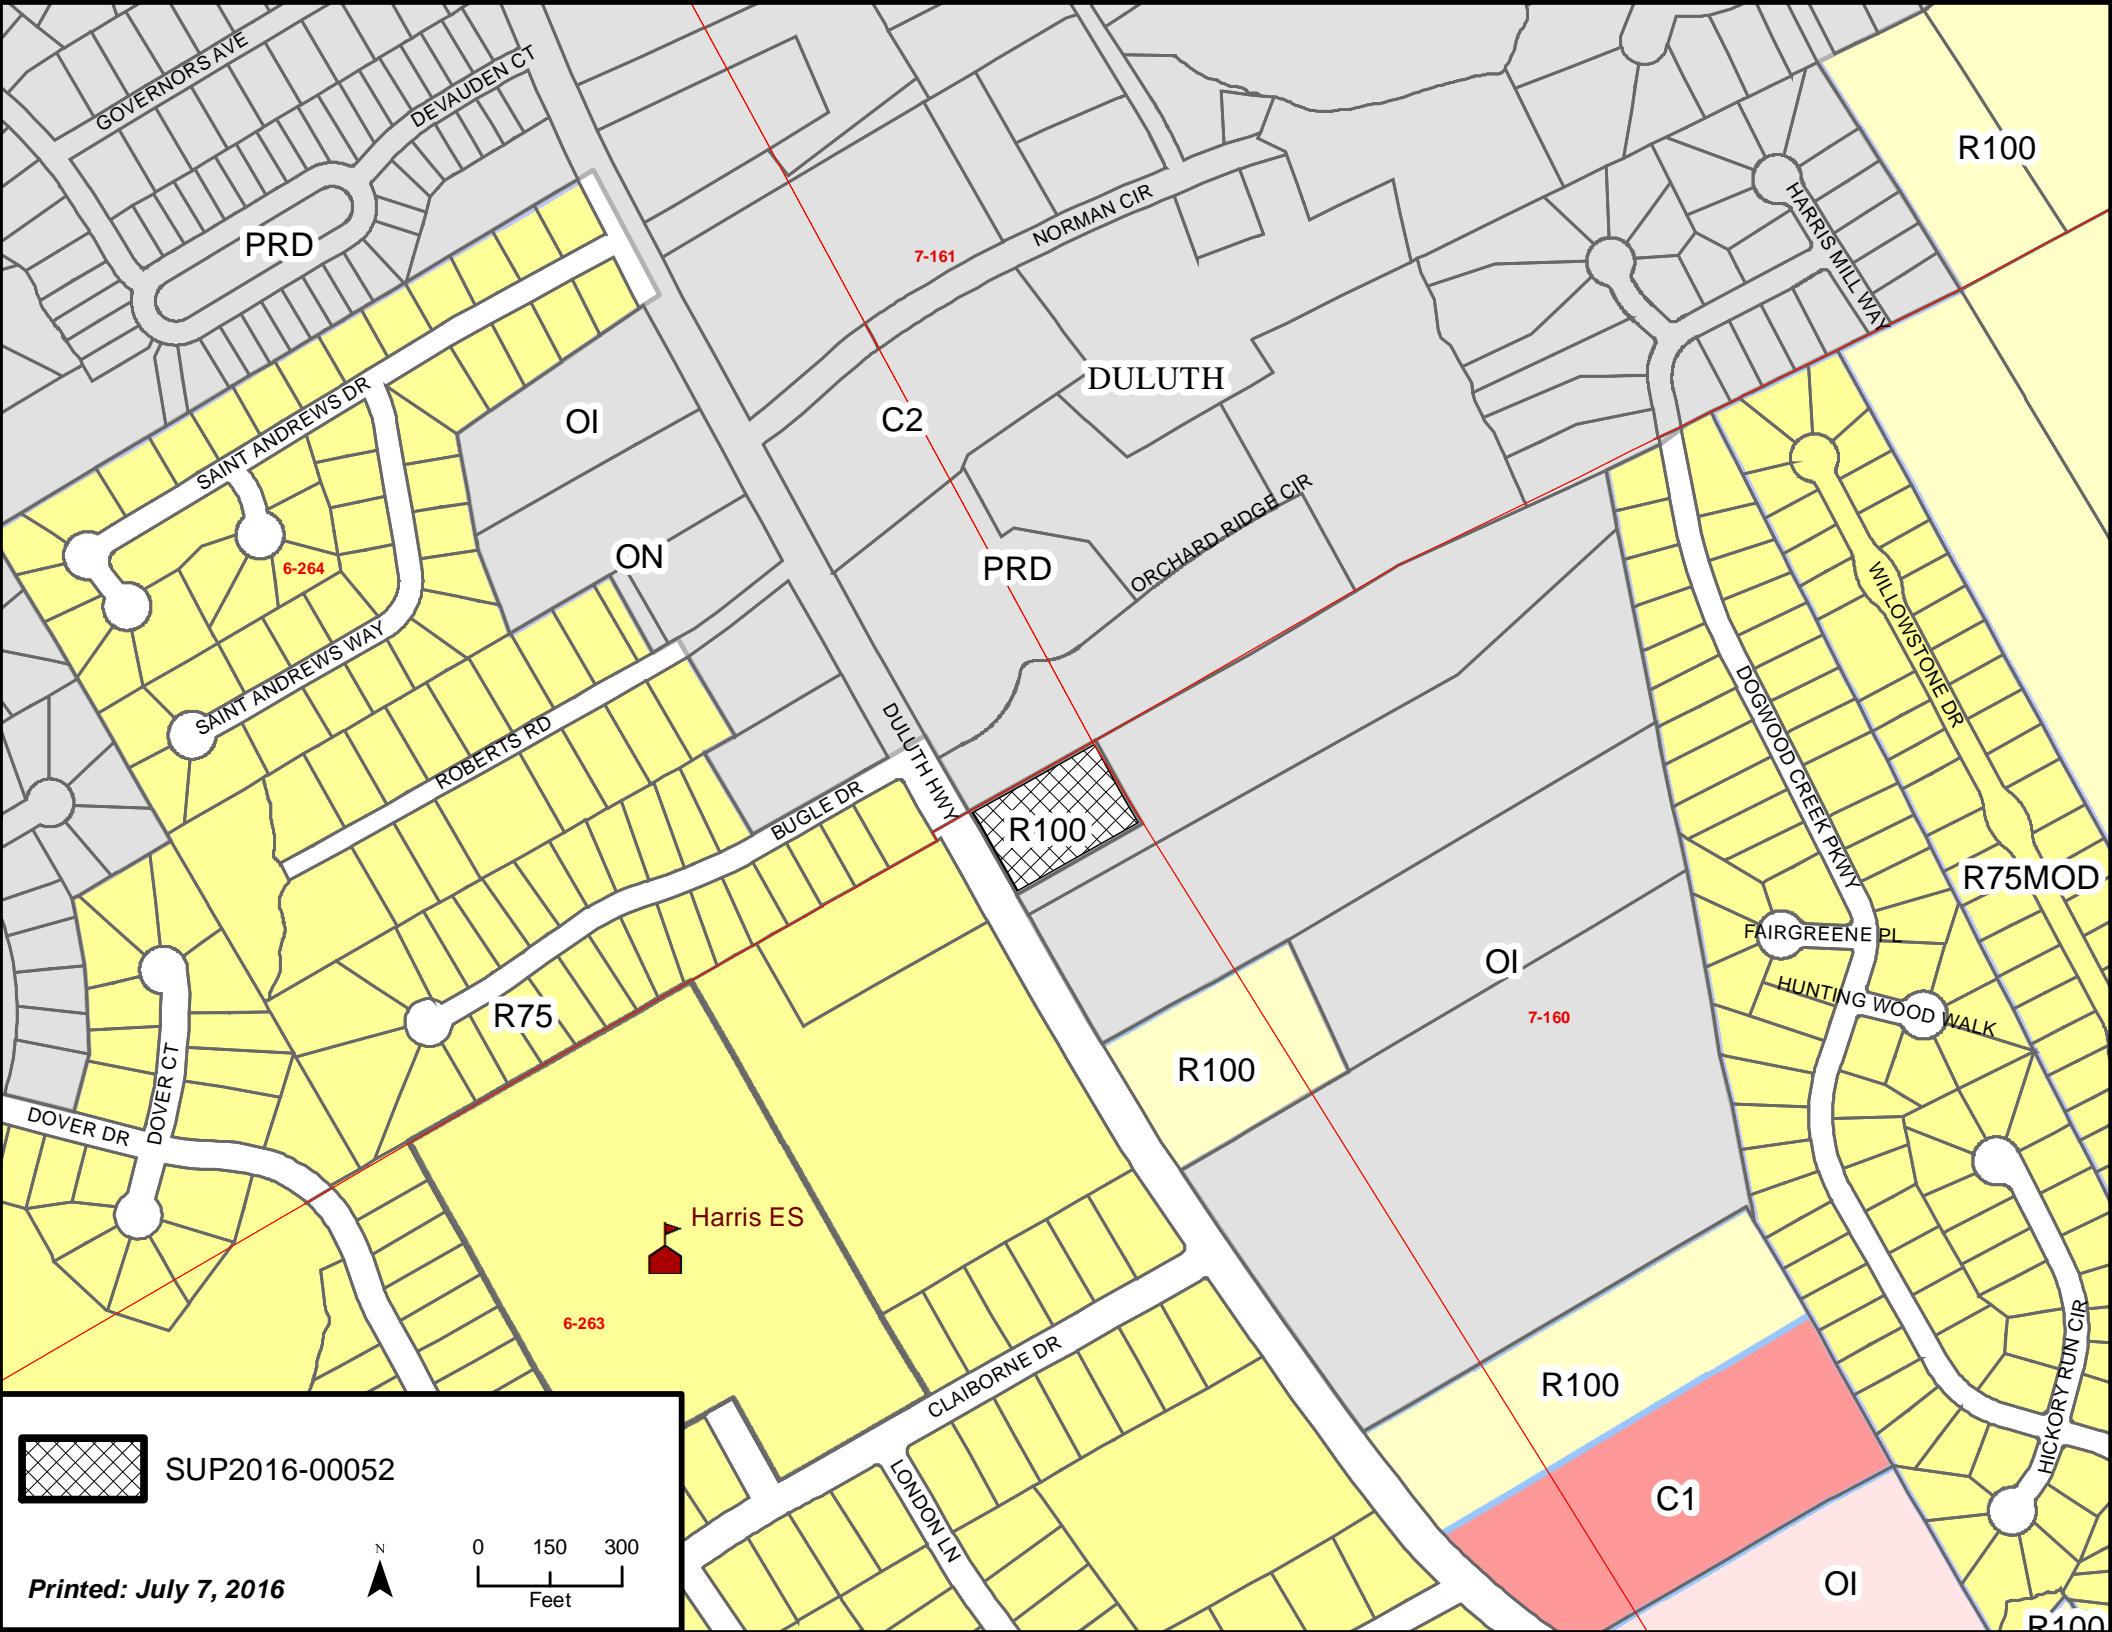 GOVERNORS AVE
DEVAUDEN CT
R100
HARRIS MILL WAY
PRD
NORMAN CIR
7-161
DULUTH
OI
C2
SAINT ANDREWS DR
ORCHARD RIDGE CIR
ON
PRD
6-264
WILLOWSTONE DR
SAINT ANDREWS WAY
DOGWOOD CREEK PKWY
ROBERTS RD
DULUTH HWY
BUGLE DR
R100
R75MOD
FAIRGREENE PL
OI
HUNTING WOOD WALK
R75
7-160
R100
DOVER CT
DOVER DR
Harris ES
6-263
HICKORY RUN CIR
CLAIBORNE DR
R100
C1
LONDON LN
OI
R100
SUP2016-00052
N
0 150 300
Feet
Printed: July 7, 2016